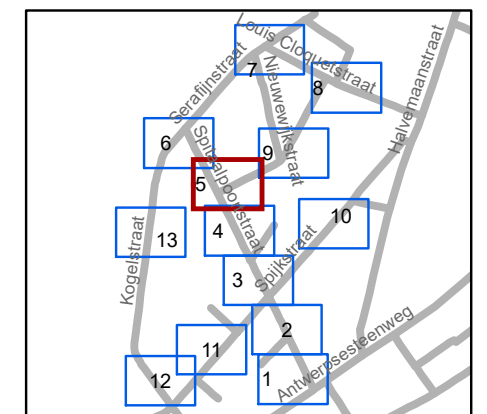 Louis Cloquetstraat
7
8
Serafijnstraat
Nieuwewijkstraat
Halvemaanstraat
6
9
Spitaalpoortstraat
5
10
4
13
Kogelstraat
Spijkstraat
3
2
11
Antwerpsesteenweg
12
1